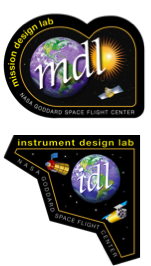 mission design lab
mdl
NASA GODDARD SPACE FLIGHT CENTER
instrument design lab
idl
NASA GODDARD SPACE FLIGHT CENTER